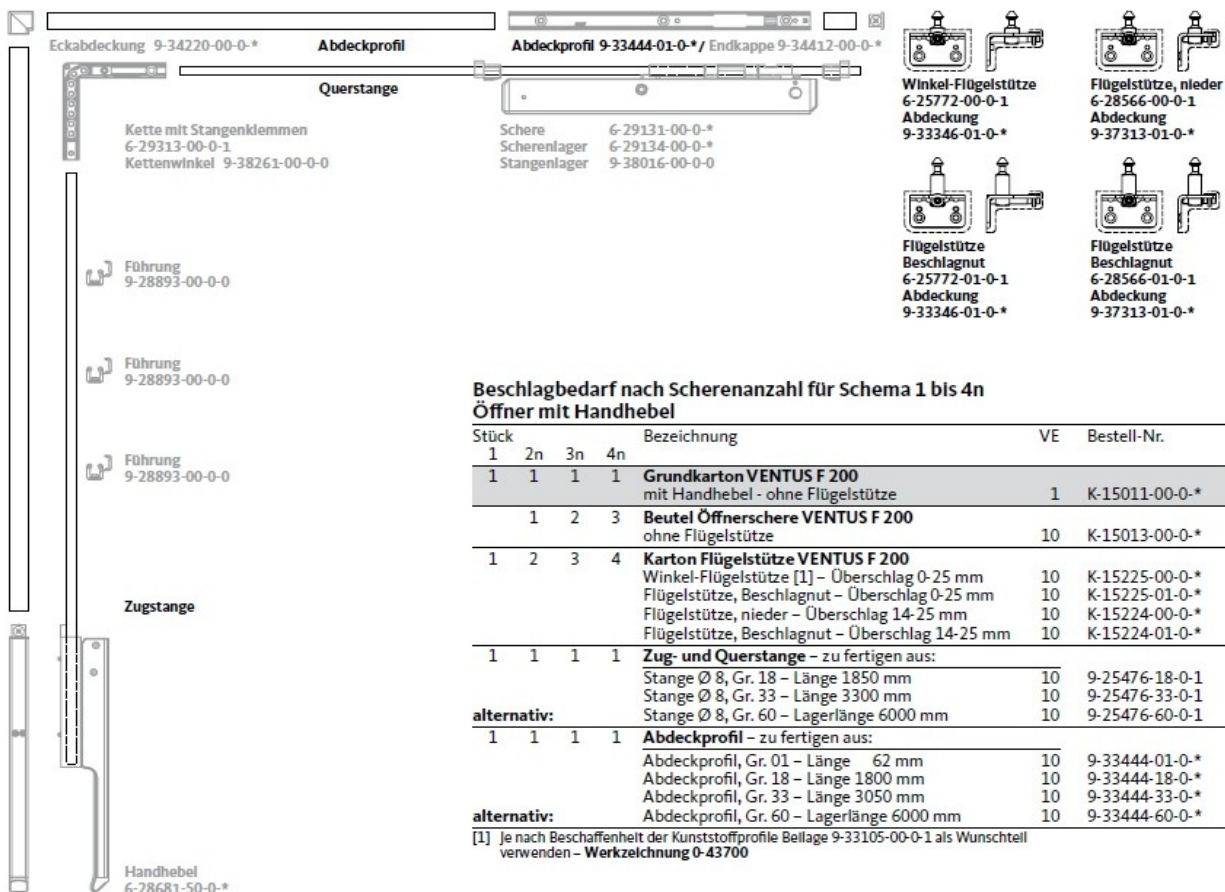 Eckabdeckung 9-34220-00-0-*
Abdeckprofil
Abdeckprofil 9-33444-01-0-*/ Endkappe 9-34412-00-0-*
Querstange
Kette mit Stangenklemmen
6-29313-00-0-1
Kettenwinkel 9-38261-00-0-0
Schere 6-29131-00-0-*
Scherenlager 6-29134-00-0-*
Stangenlager 9-38016-00-0-0
Winkel-Flügelstütze
6-25772-00-0-1
Abdeckung
9-33346-01-0-*
Flügelstütze, nieder
6-28566-00-0-1
Abdeckung
9-37313-01-0-*
Flügelstütze
Beschlagnut
6-25772-01-0-1
Abdeckung
9-33346-01-0-*
Flügelstütze
Beschlagnut
6-28566-01-0-1
Abdeckung
9-37313-01-0-*
Führung
9-28893-00-0-0
Führung
9-28893-00-0-0
Führung
9-28893-00-0-0
Zugstange
Handhebel
6-28681-50-0-*
Beschlagbedarf nach Scherenanzahl für Schema 1 bis 4n
Öffner mit Handhebel
Stück Bezeichnung VE Bestell-Nr.
1 2n 3n 4n
1 1 1 1 Grundkarton VENTUS F 200
mit Handhebel - ohne Flügelstütze 1 K-15011-00-0-*
1 2 3 Beutel Öffnerschere VENTUS F 200
ohne Flügelstütze 10 K-15013-00-0-*
1 2 3 4 Karton Flügelstütze VENTUS F 200
Winkel-Flügelstütze [1] – Überschlag 0-25 mm 10 K-15225-00-0-*
Flügelstütze, Beschlagnut – Überschlag 0-25 mm 10 K-15225-01-0-*
Flügelstütze, nieder – Überschlag 14-25 mm 10 K-15224-00-0-*
Flügelstütze, Beschlagnut – Überschlag 14-25 mm 10 K-15224-01-0-*
1 1 1 1 Zug- und Querstange – zu fertigen aus:
Stange Ø 8, Gr. 18 – Länge 1850 mm 10 9-25476-18-0-1
Stange Ø 8, Gr. 33 – Länge 3300 mm 10 9-25476-33-0-1
alternativ: Stange Ø 8, Gr. 60 – Lagerlänge 6000 mm 10 9-25476-60-0-1
1 1 1 1 Abdeckprofil – zu fertigen aus:
Abdeckprofil, Gr. 01 – Länge 62 mm 10 9-33444-01-0-*
Abdeckprofil, Gr. 18 – Länge 1800 mm 10 9-33444-18-0-*
Abdeckprofil, Gr. 33 – Länge 3050 mm 10 9-33444-33-0-*
alternativ: Abdeckprofil, Gr. 60 – Lagerlänge 6000 mm 10 9-33444-60-0-*
[1] Je nach Beschaffenheit der Kunststoffprofile Beilage 9-33105-00-0-1 als Wunschteil
verwenden – Werkzeichnung 0-43700